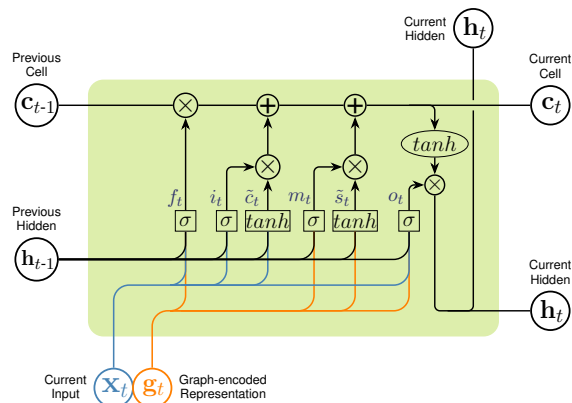 Current
Hidden
h_t
Previous
Cell
c_{t-1}
Current
Cell
c_t
× + + tanh
× × ×
f_t i_t c̃_t m_t s̃_t o_t
σ σ tanh σ tanh σ
Previous
Hidden
h_{t-1}
Current
Hidden
h_t
Current
Input
x_t
g_t
Graph-encoded
Representation